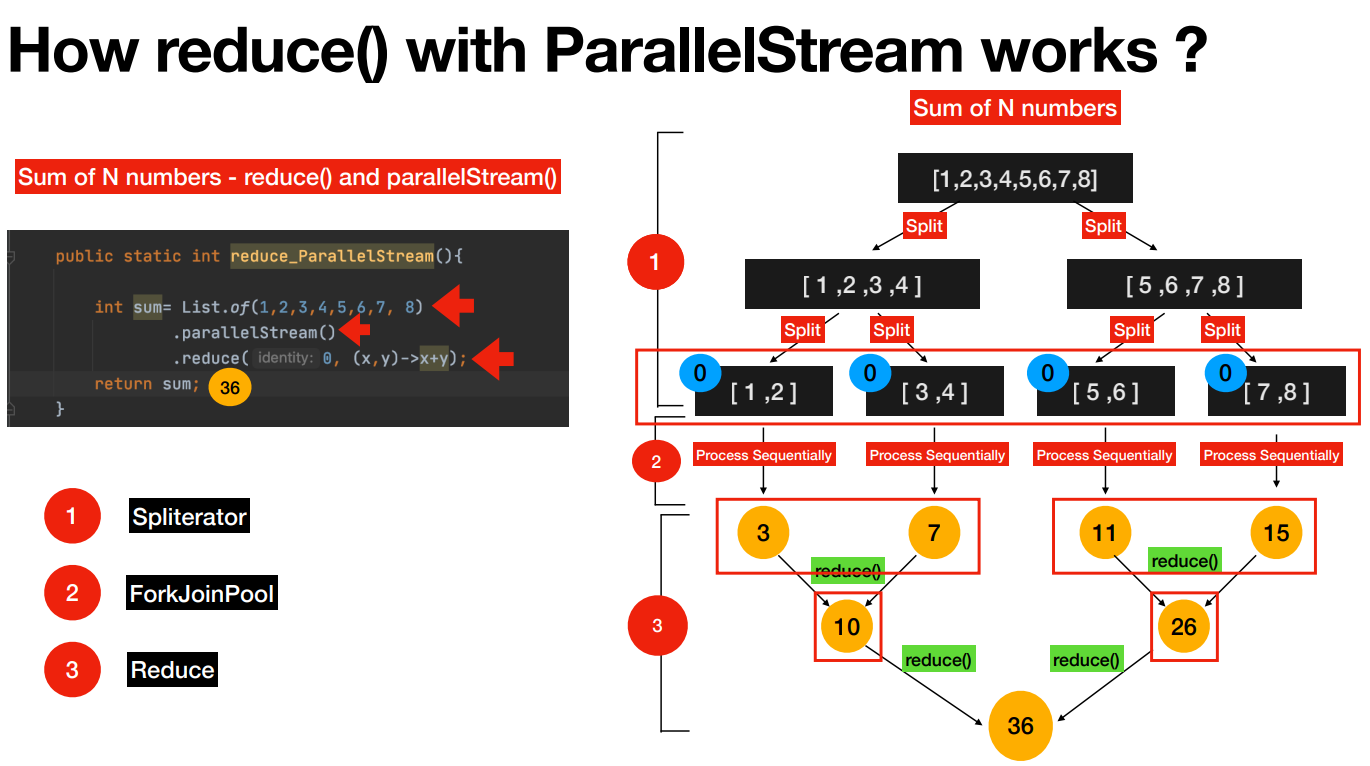 How reduce() with ParallelStream works ?
Sum of N numbers - reduce() and parallelStream()
public static int reduce_ParallelStream(){
int sum= List.of(1,2,3,4,5,6,7, 8)
.parallelStream()
.reduce( identity: 0, (x,y)->x+y);
return sum; 36
}
1 Spliterator
2 ForkJoinPool
3 Reduce
Sum of N numbers
[1,2,3,4,5,6,7,8]
Split Split
1
[ 1 ,2 ,3 ,4 ] [ 5 ,6 ,7 ,8 ]
Split Split Split Split
0 0 0 0
[ 1 ,2 ] [ 3 ,4 ] [ 5 ,6 ] [ 7 ,8 ]
2 Process Sequentially Process Sequentially Process Sequentially Process Sequentially
3 7 11 15
reduce() reduce()
3 10 26
reduce() reduce()
36